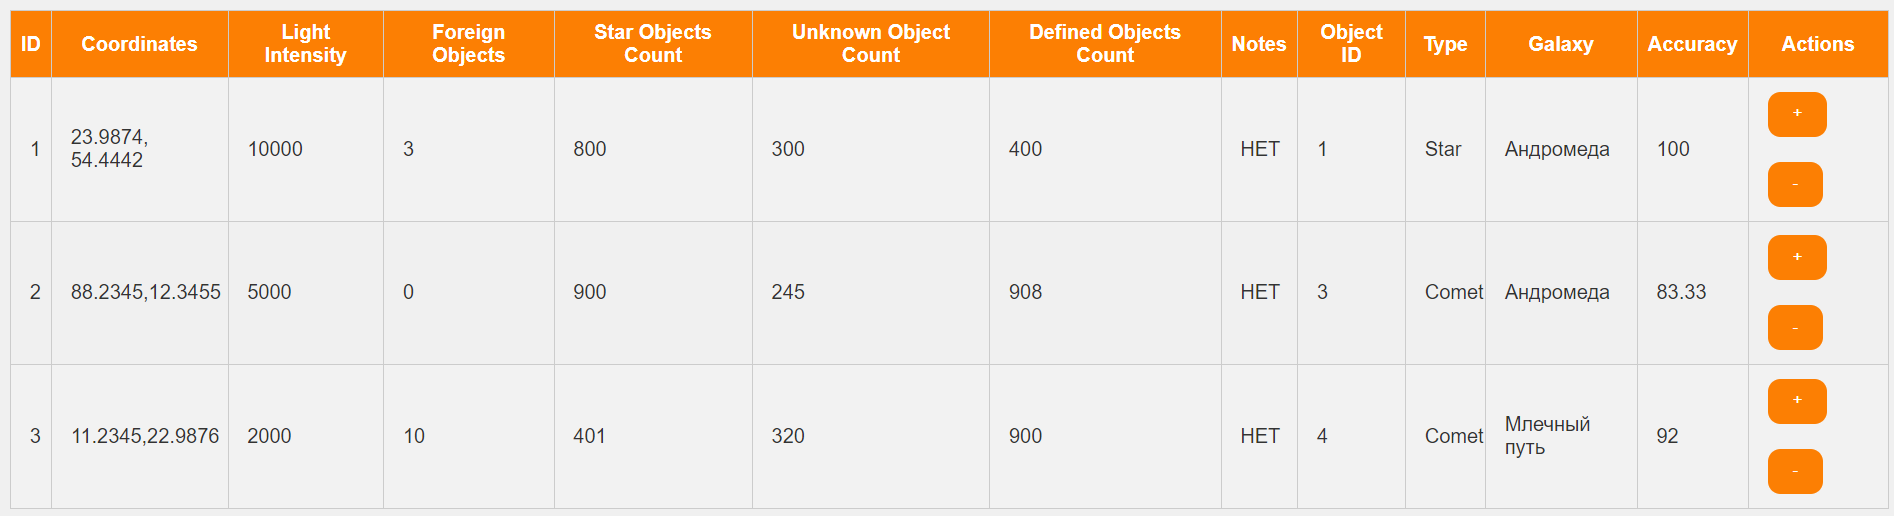 ID Coordinates Light Intensity Foreign Objects Star Objects Count Unknown Object Count Defined Objects Count Notes Object ID Type Galaxy Accuracy Actions
1 23.9874, 54.4442 10000 3 800 300 400 НЕТ 1 Star Андромеда 100 + -
2 88.2345,12.3455 5000 0 900 245 908 НЕТ 3 Comet Андромеда 83.33 + -
3 11.2345,22.9876 2000 10 401 320 900 НЕТ 4 Comet Млечный путь 92 + -